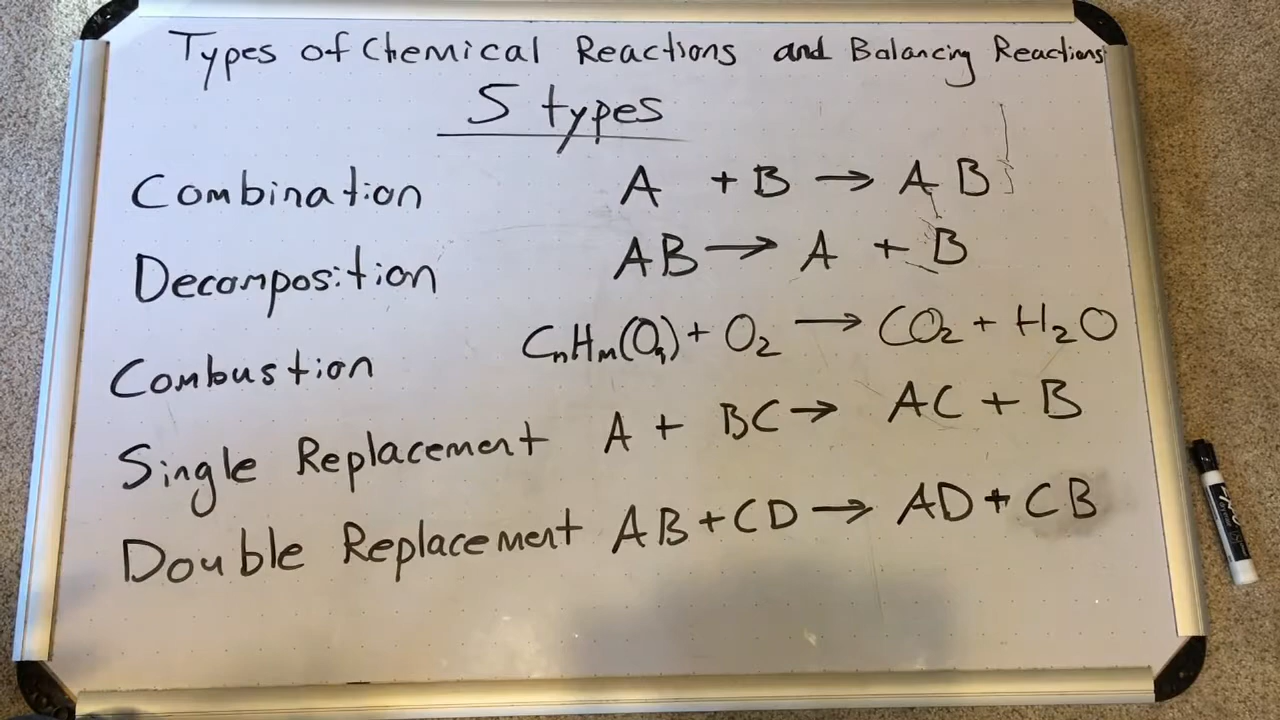 Types of Chemical Reactions and Balancing Reactions
5 types
Combination A + B → AB
Decomposition AB → A + B
Combustion CₙHₘ(O_q) + O₂ → CO₂ + H₂O
Single Replacement A + BC → AC + B
Double Replacement AB + CD → AD + CB